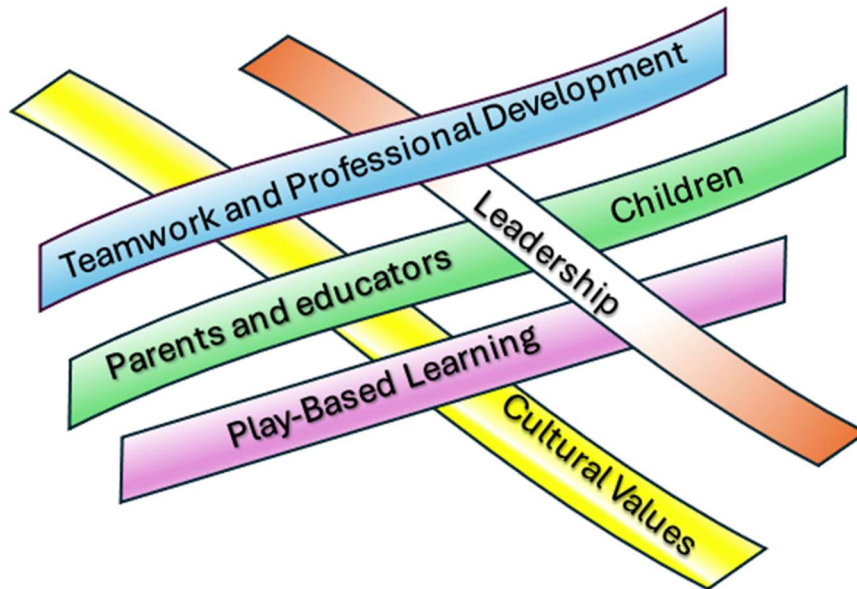 Teamwork and Professional Development
Children
Leadership
Parents and educators
Play-Based Learning
Cultural Values